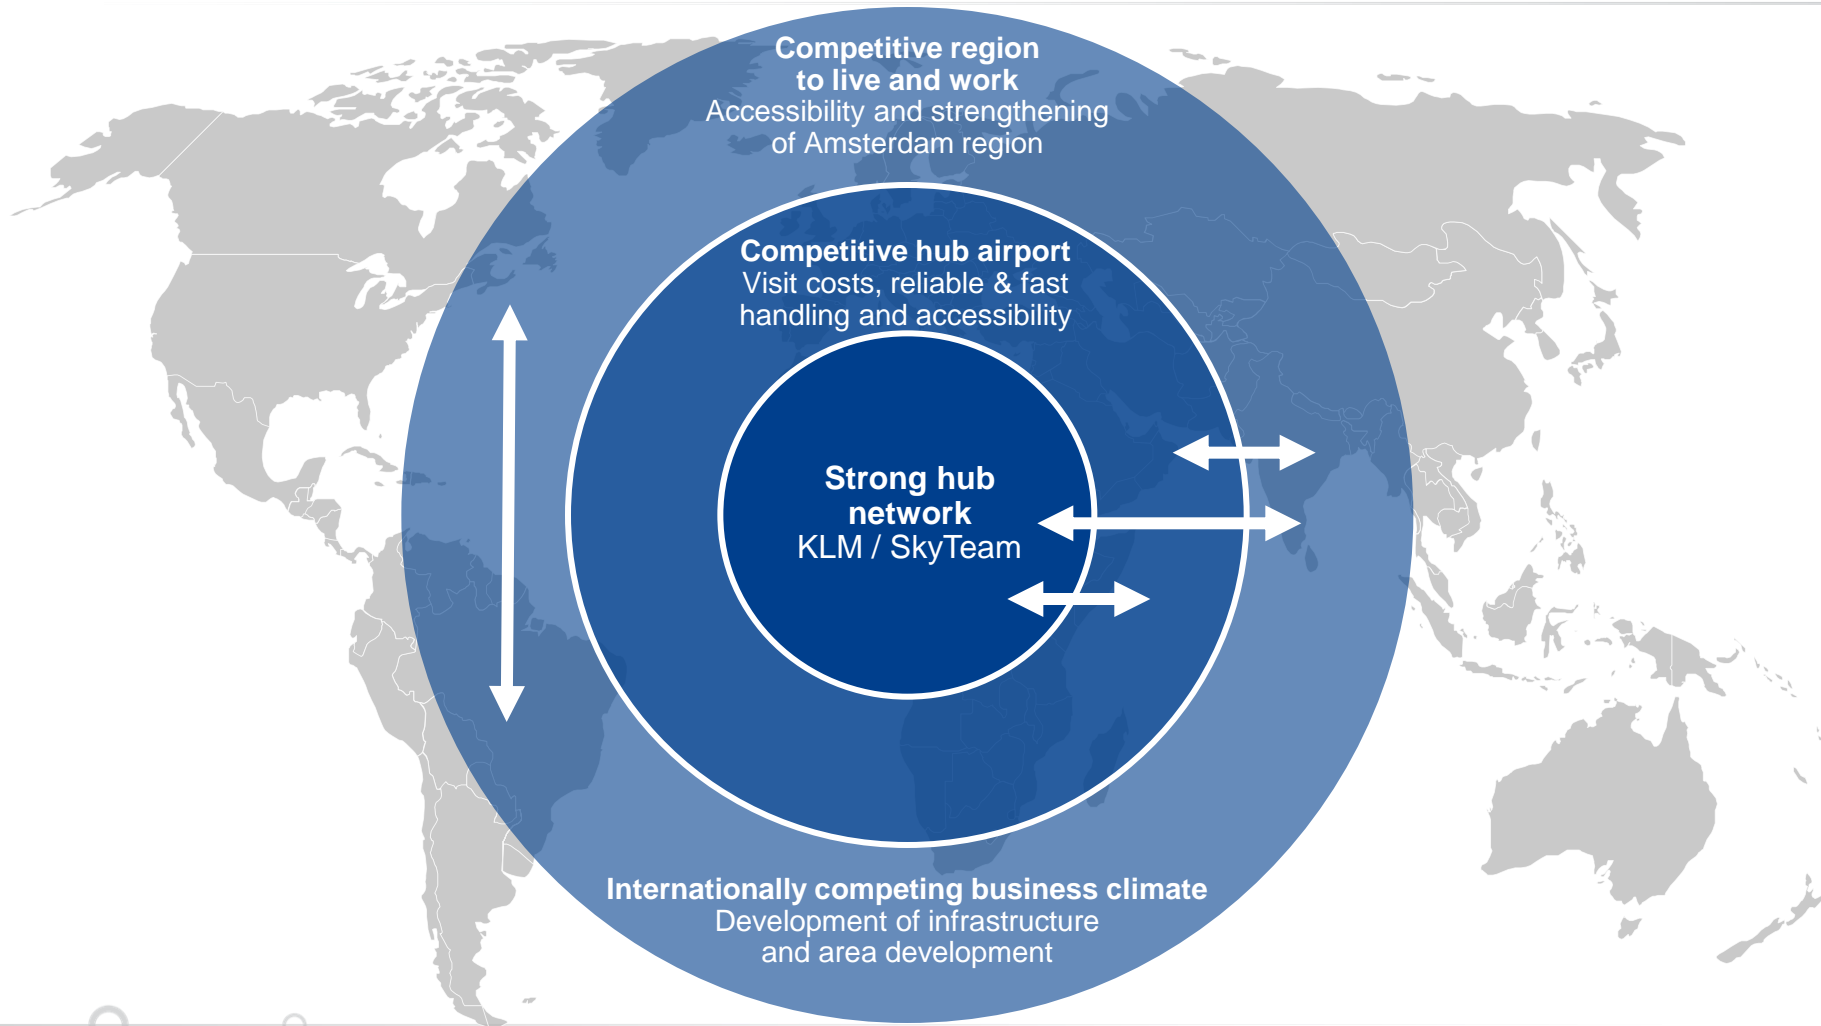 Competitive region
to live and work
Accessibility and strengthening
of Amsterdam region
Competitive hub airport
Visit costs, reliable & fast
handling and accessibility
Strong hub
network
KLM / SkyTeam
Internationally competing business climate
Development of infrastructure
and area development